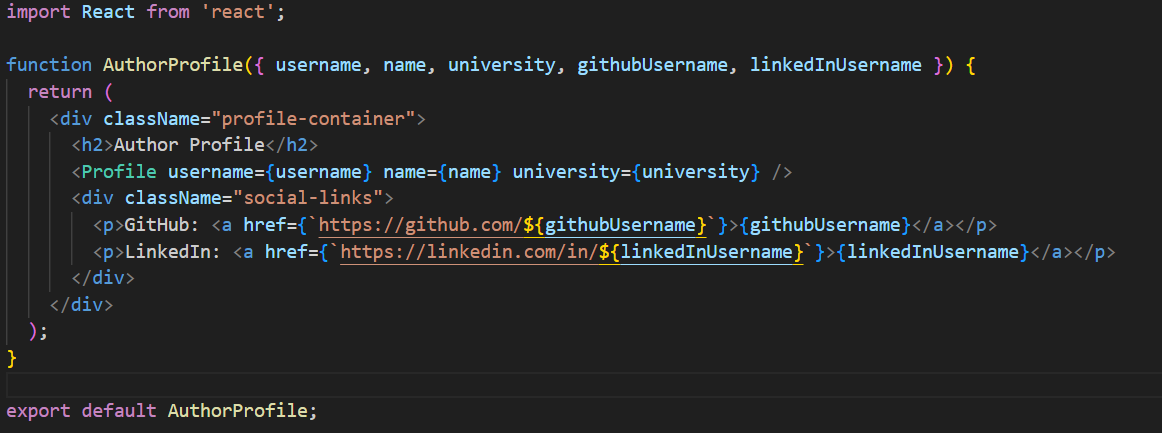 import React from 'react';
function AuthorProfile({ username, name, university, githubUsername, linkedInUsername }) {
return (
<div className="profile-container">
<h2>Author Profile</h2>
<Profile username={username} name={name} university={university} />
<div className="social-links">
<p>GitHub: <a href={`https://github.com/${githubUsername}`}>{githubUsername}</a></p>
<p>LinkedIn: <a href={`https://linkedin.com/in/${linkedInUsername}`}>{linkedInUsername}</a></p>
</div>
</div>
);
}
export default AuthorProfile;